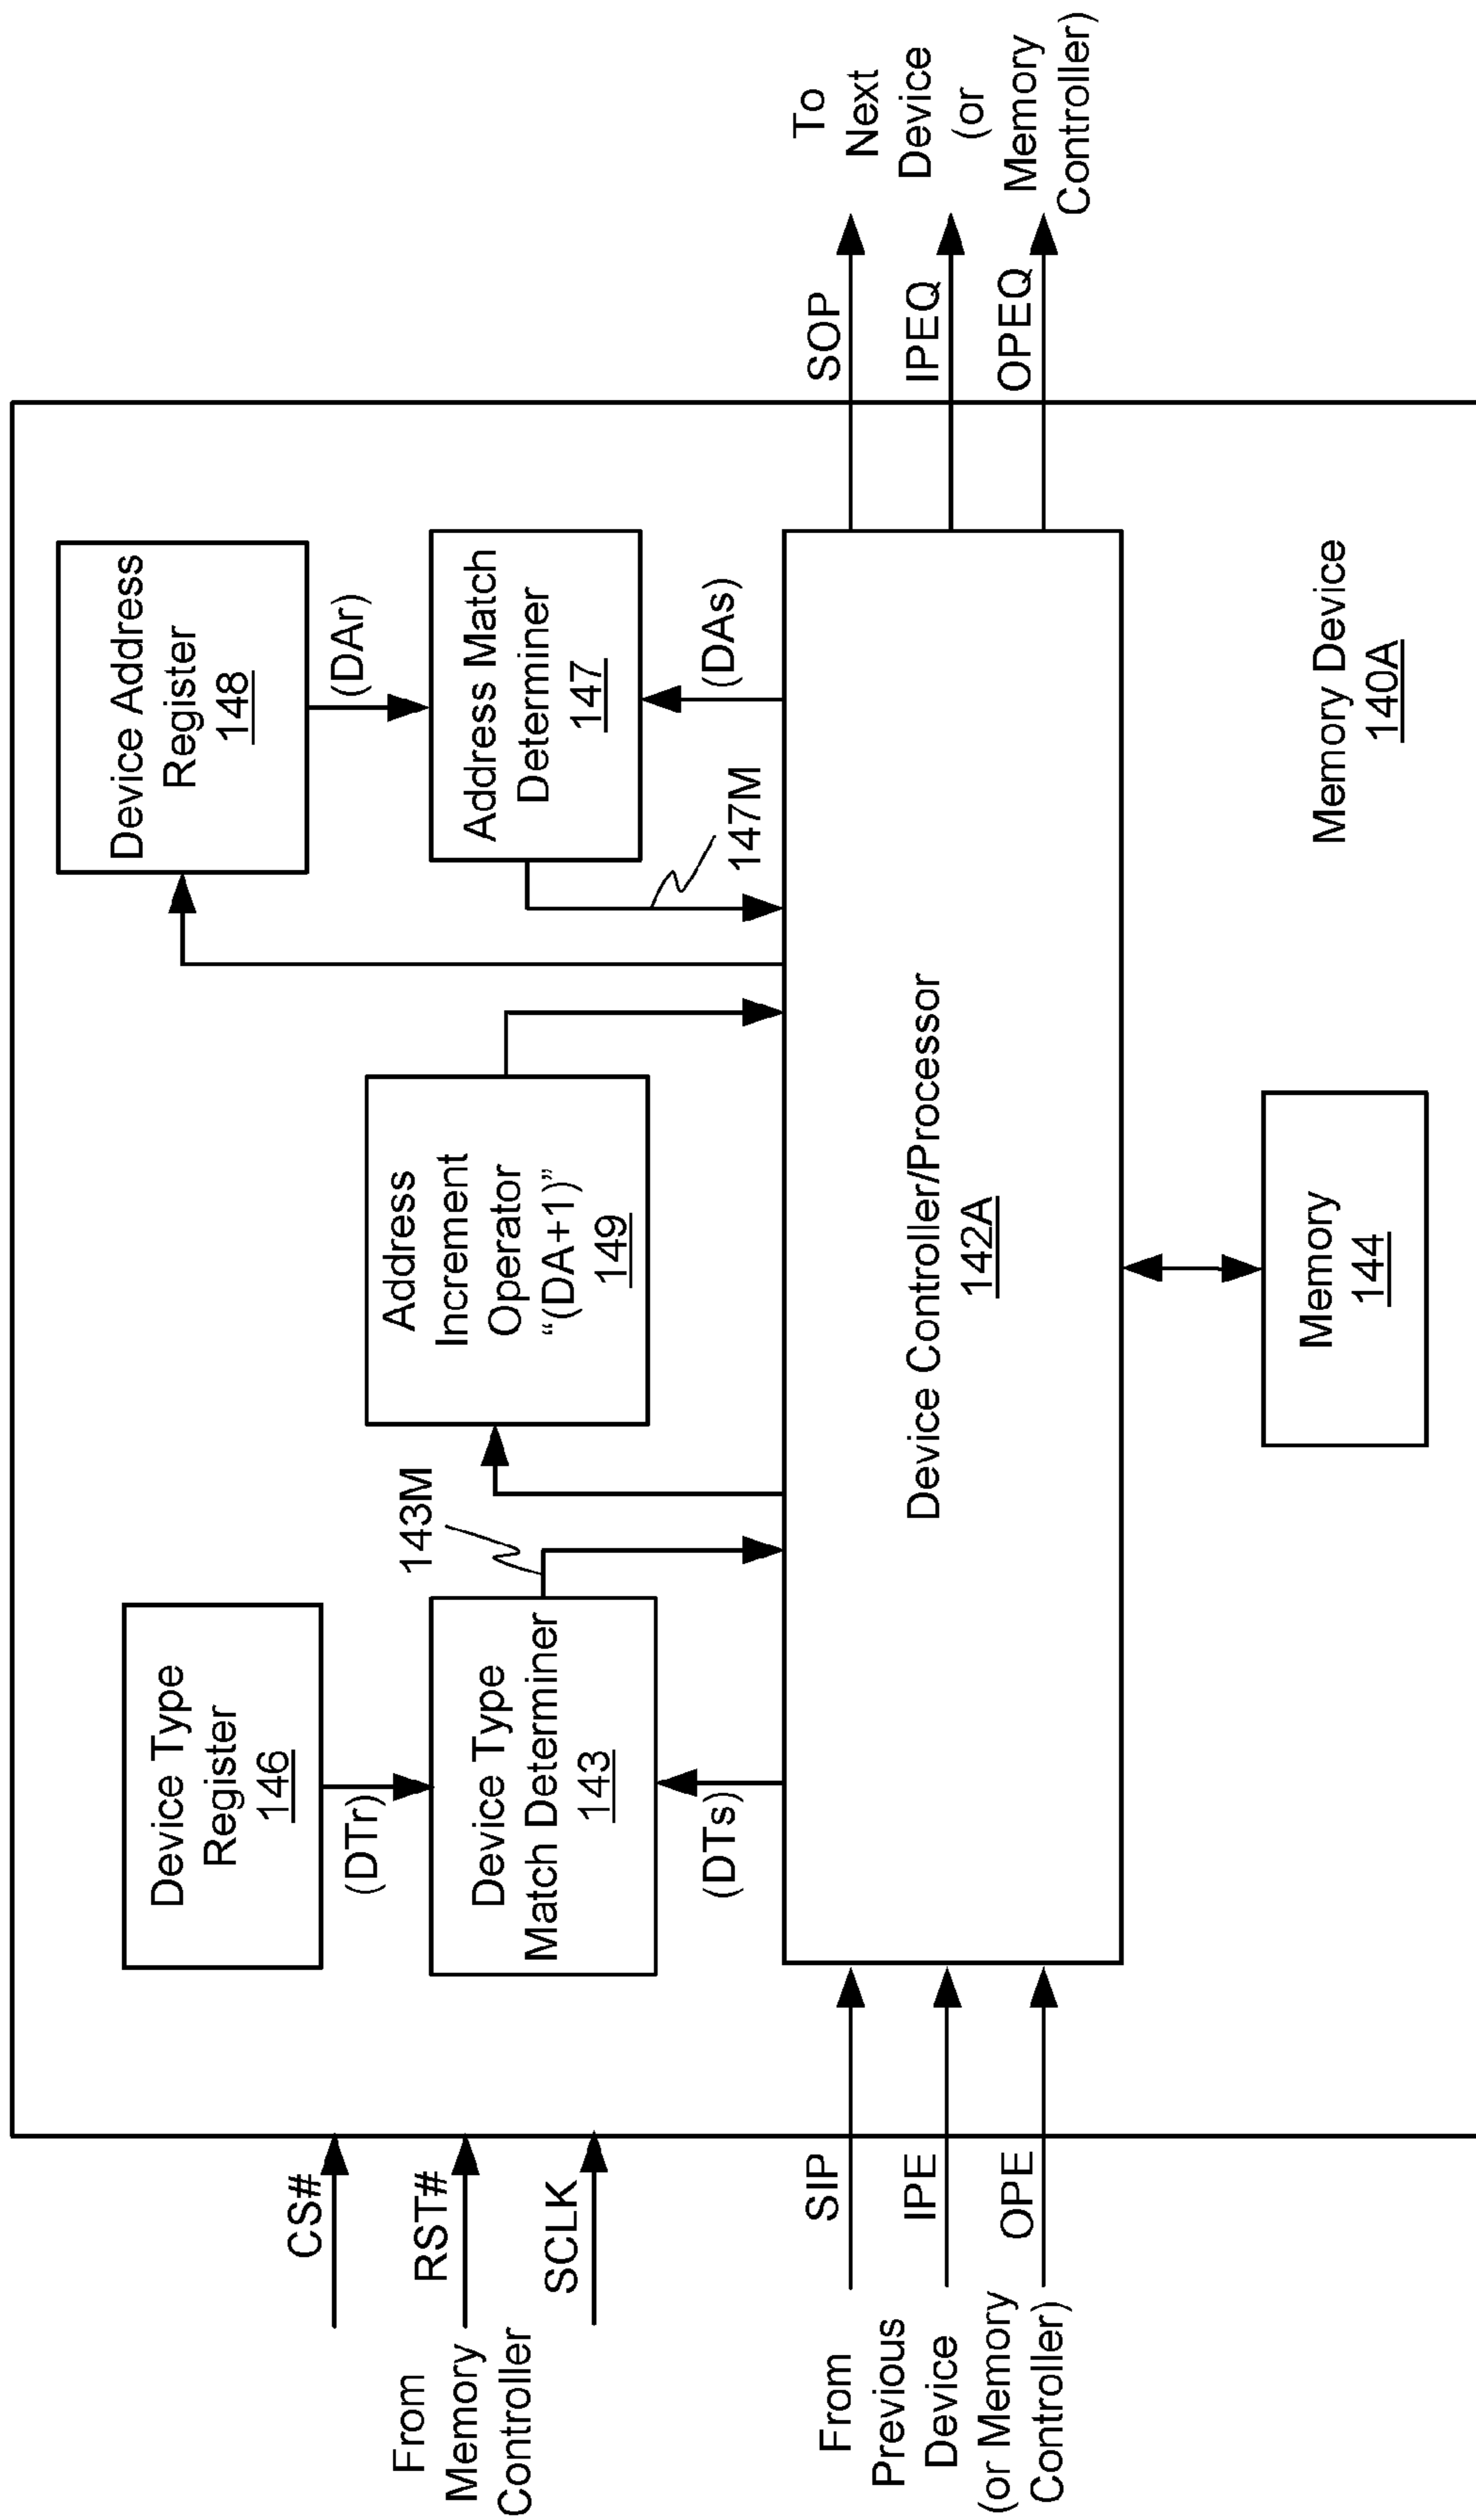 CS#
From
Memory
Controller
RST#
SCLK
From
Previous
Device
(or Memory
Controller)
SIP
IPE
OPE
Device Type
Register
146
(DTr)
Device Type
Match Determiner
143
(DTs)
143M
Address
Increment
Operator
“(DA+1)”
149
Device Address
Register
148
(DAr)
Address Match
Determiner
147
(DAs)
147M
Device Controller/Processor
142A
Memory
144
Memory Device
140A
SOP
IPEQ
OPEQ
To
Next
Device
(or
Memory
Controller)